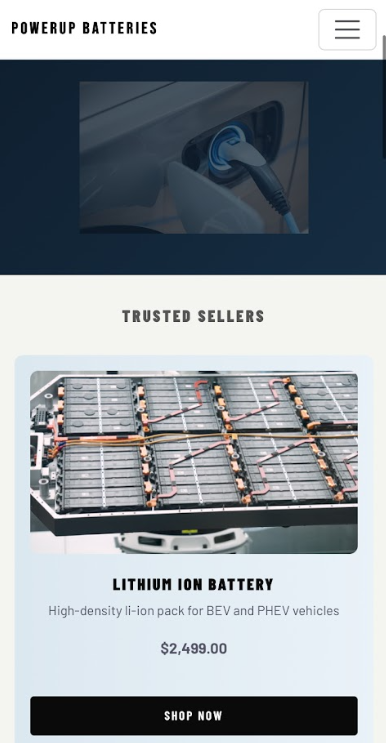 POWERUP BATTERIES
TRUSTED SELLERS
LITHIUM ION BATTERY
High-density li-ion pack for BEV and PHEV vehicles
$2,499.00
SHOP NOW